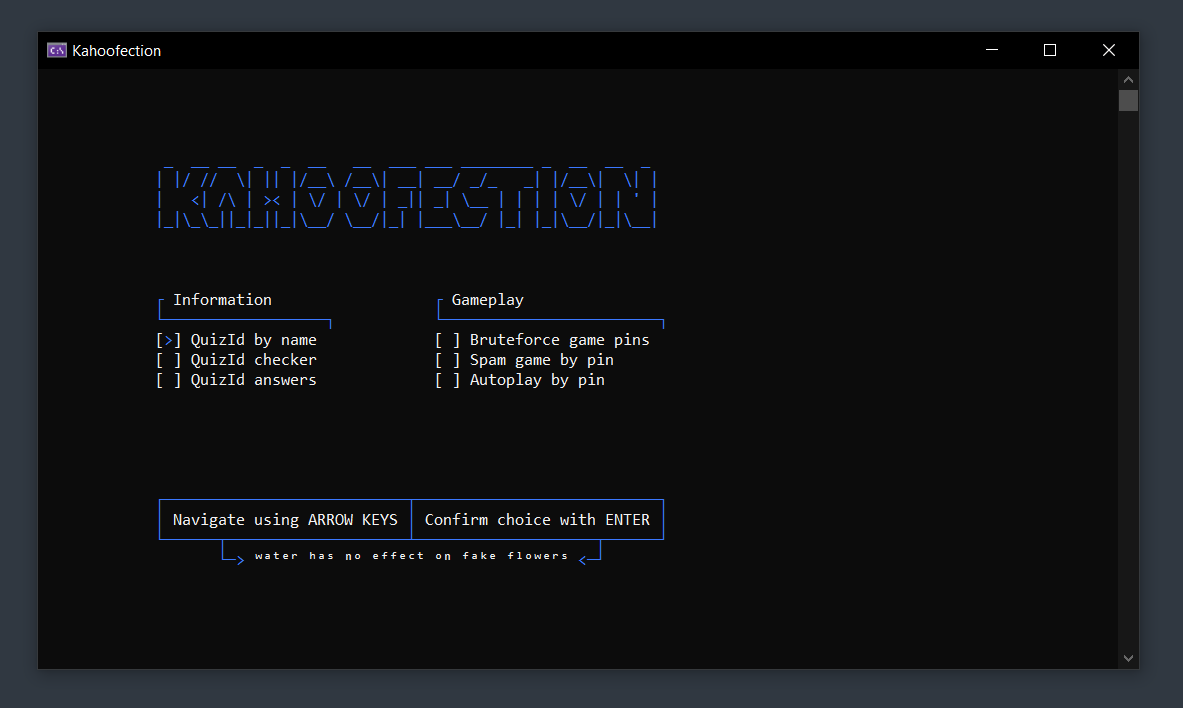 Kahoofection
KAHOOFECTION
Information
[>] QuizId by name
[ ] QuizId checker
[ ] QuizId answers
Gameplay
[ ] Bruteforce game pins
[ ] Spam game by pin
[ ] Autoplay by pin
Navigate using ARROW KEYS
Confirm choice with ENTER
> water has no effect on fake flowers <